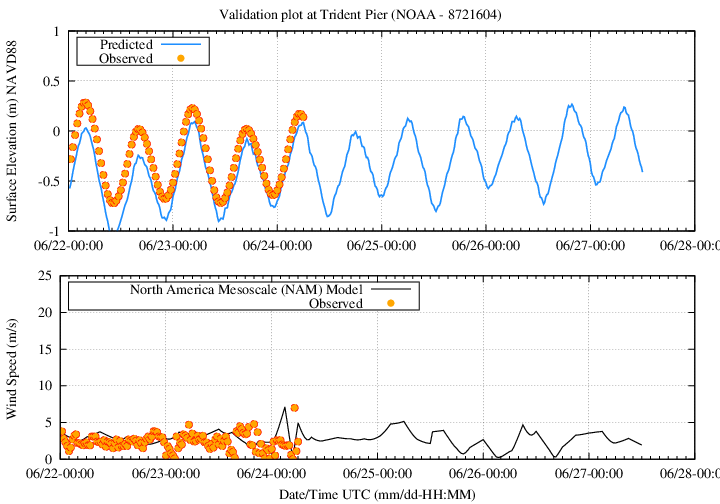 Validation plot at Trident Pier (NOAA - 8721604)
Surface Elevation (m) NAVD88
1
0.5
0
-0.5
-1
Predicted
Observed
06/22-00:00 06/23-00:00 06/24-00:00 06/25-00:00 06/26-00:00 06/27-00:00 06/28-0
Wind Speed (m/s)
25
20
15
10
5
0
North America Mesoscale (NAM) Model
Observed
06/22-00:00 06/23-00:00 06/24-00:00 06/25-00:00 06/26-00:00 06/27-00:00 06/28-0
Date/Time UTC (mm/dd-HH:MM)